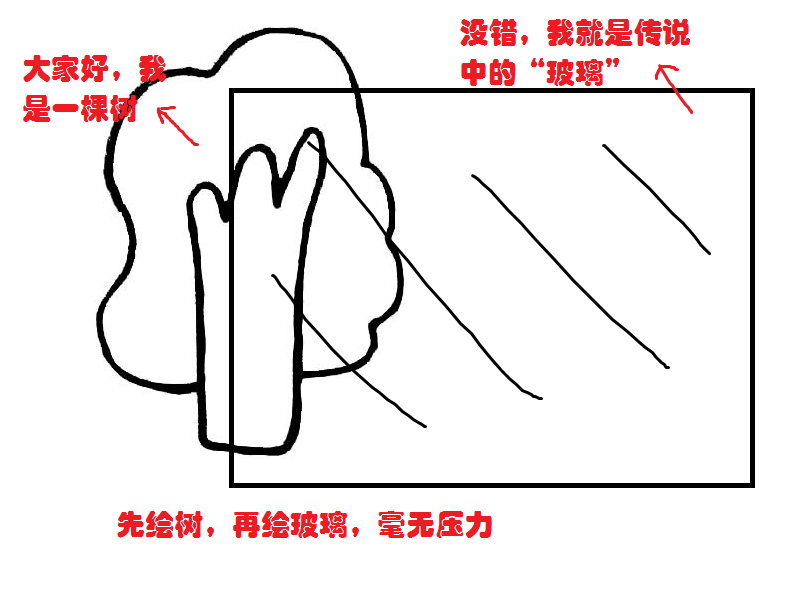 大家好，我
是一棵树
没错，我就是传说
中的“玻璃”
先绘树，再绘玻璃，毫无压力